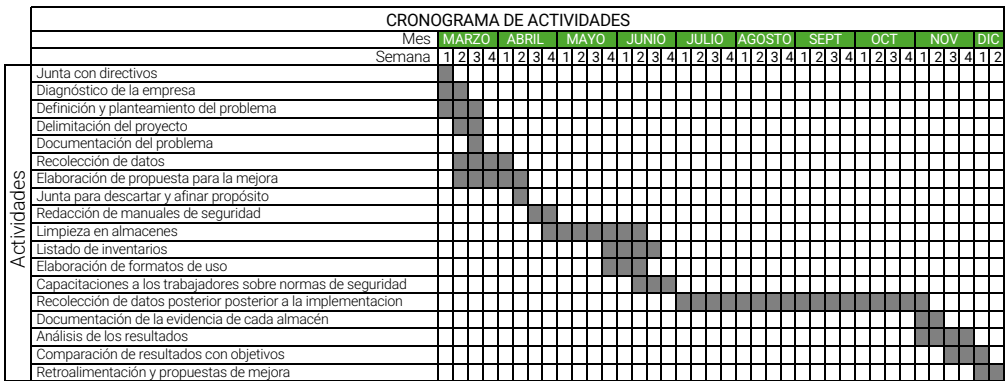 CRONOGRAMA DE ACTIVIDADES
Mes MARZO ABRIL MAYO JUNIO JULIO AGOSTO SEPT OCT NOV DIC
Semana 1 2 3 4 1 2 3 4 1 2 3 4 1 2 3 4 1 2 3 4 1 2 3 4 1 2 3 4 1 2 3 4 1 2 3 4 1 2
Actividades
Junta con directivos
Diagnóstico de la empresa
Definición y planteamiento del problema
Delimitación del proyecto
Documentación del problema
Recolección de datos
Elaboración de propuesta para la mejora
Junta para descartar y afinar propósito
Redacción de manuales de seguridad
Limpieza en almacenes
Listado de inventarios
Elaboración de formatos de uso
Capacitaciones a los trabajadores sobre normas de seguridad
Recolección de datos posterior posterior a la implementacion
Documentación de la evidencia de cada almacén
Análisis de los resultados
Comparación de resultados con objetivos
Retroalimentación y propuestas de mejora